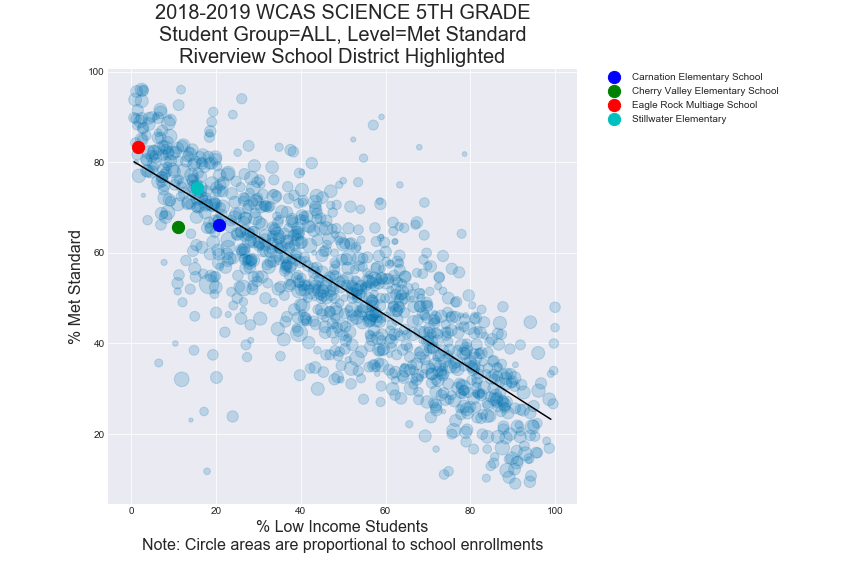 2018-2019 WCAS SCIENCE 5TH GRADE
Student Group=ALL, Level=Met Standard
Riverview School District Highlighted
Carnation Elementary School
Cherry Valley Elementary School
Eagle Rock Multiage School
Stillwater Elementary
% Met Standard
100
80
60
40
20
0 20 40 60 80 100
% Low Income Students
Note: Circle areas are proportional to school enrollments